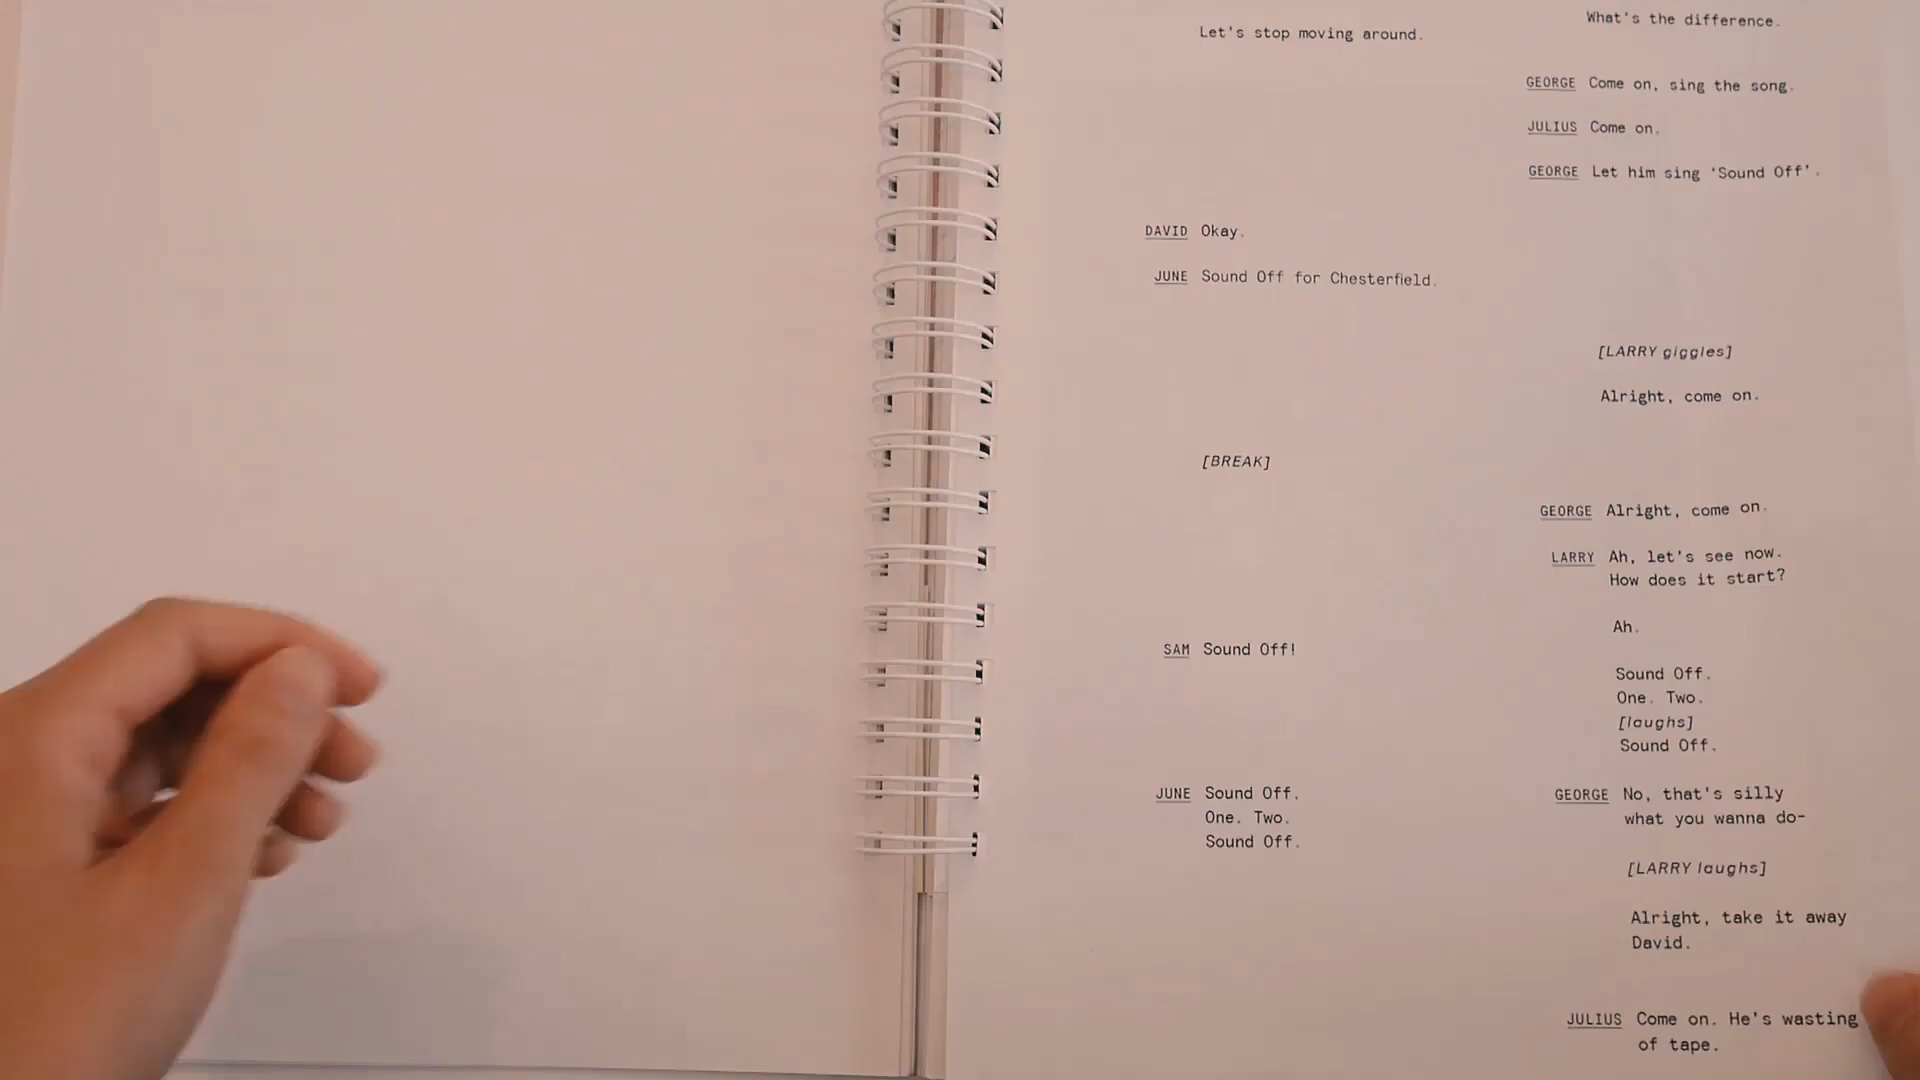 What's the difference.
Let's stop moving around.
GEORGE Come on, sing the song.
JULIUS Come on.
GEORGE Let him sing ‘Sound Off’.
DAVID Okay.
JUNE Sound Off for Chesterfield.
[LARRY giggles]
Alright, come on.
[BREAK]
GEORGE Alright, come on.
LARRY Ah, let's see now.
How does it start?
Ah.
SAM Sound Off!
Sound Off.
One. Two.
[laughs]
Sound Off.
JUNE Sound Off.
One. Two.
Sound Off.
GEORGE No, that's silly
what you wanna do-
[LARRY laughs]
Alright, take it away
David.
JULIUS Come on. He's wasting
of tape.